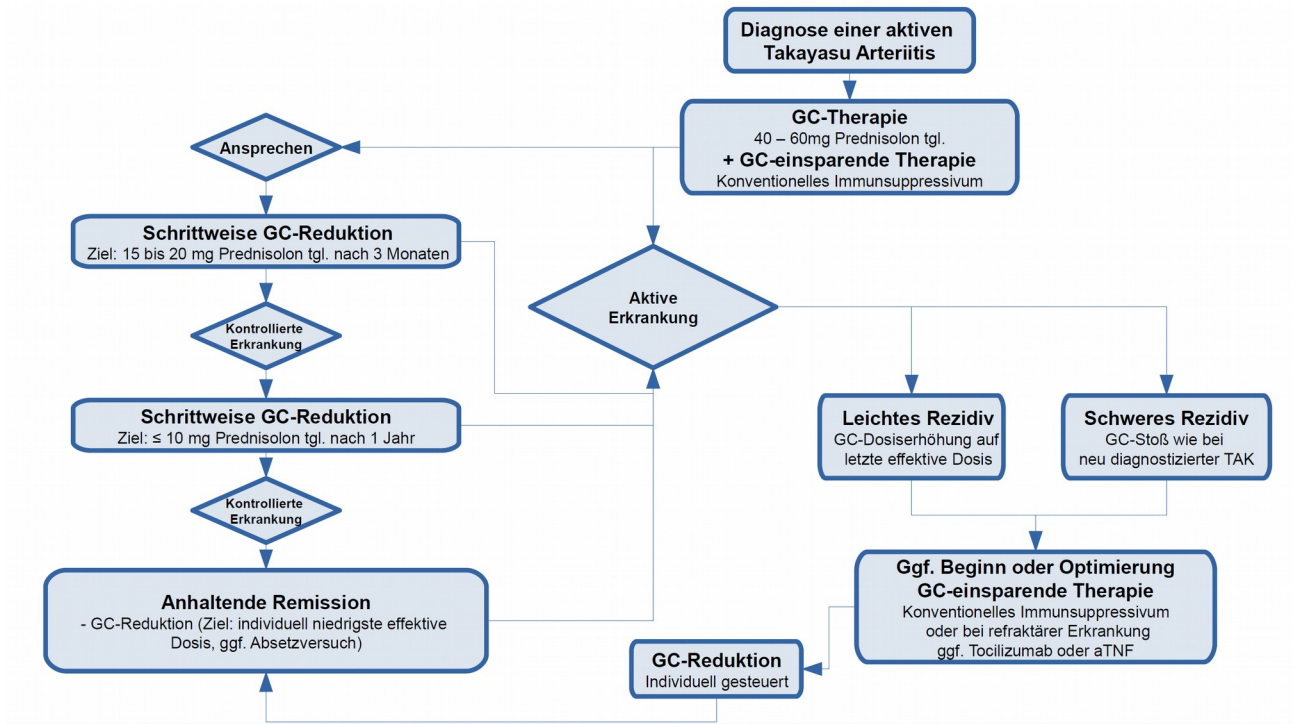 Diagnose einer aktiven
Takayasu Arteriitis
GC-Therapie
40 – 60mg Prednisolon tgl.
+ GC-einsparende Therapie
Konventionelles Immunsuppressivum
Ansprechen
Schrittweise GC-Reduktion
Ziel: 15 bis 20 mg Prednisolon tgl. nach 3 Monaten
Kontrollierte
Erkrankung
Schrittweise GC-Reduktion
Ziel: ≤ 10 mg Prednisolon tgl. nach 1 Jahr
Kontrollierte
Erkrankung
Anhaltende Remission
- GC-Reduktion (Ziel: individuell niedrigste effektive
Dosis, ggf. Absetzversuch)
Aktive
Erkrankung
Leichtes Rezidiv
GC-Dosiserhöhung auf
letzte effektive Dosis
Schweres Rezidiv
GC-Stoß wie bei
neu diagnostizierter TAK
Ggf. Beginn oder Optimierung
GC-einsparende Therapie
Konventionelles Immunsuppressivum
oder bei refraktärer Erkrankung
ggf. Tocilizumab oder aTNF
GC-Reduktion
Individuell gesteuert